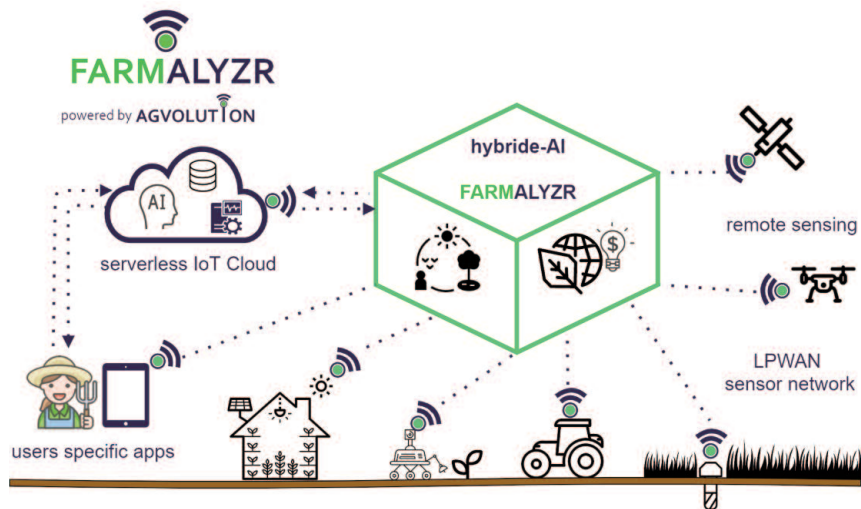 FARMALYZR
powered by AGVOLUTION
hybride-AI
FARMALYZR
AI
serverless IoT Cloud
$
remote sensing
LPWAN
sensor network
users specific apps